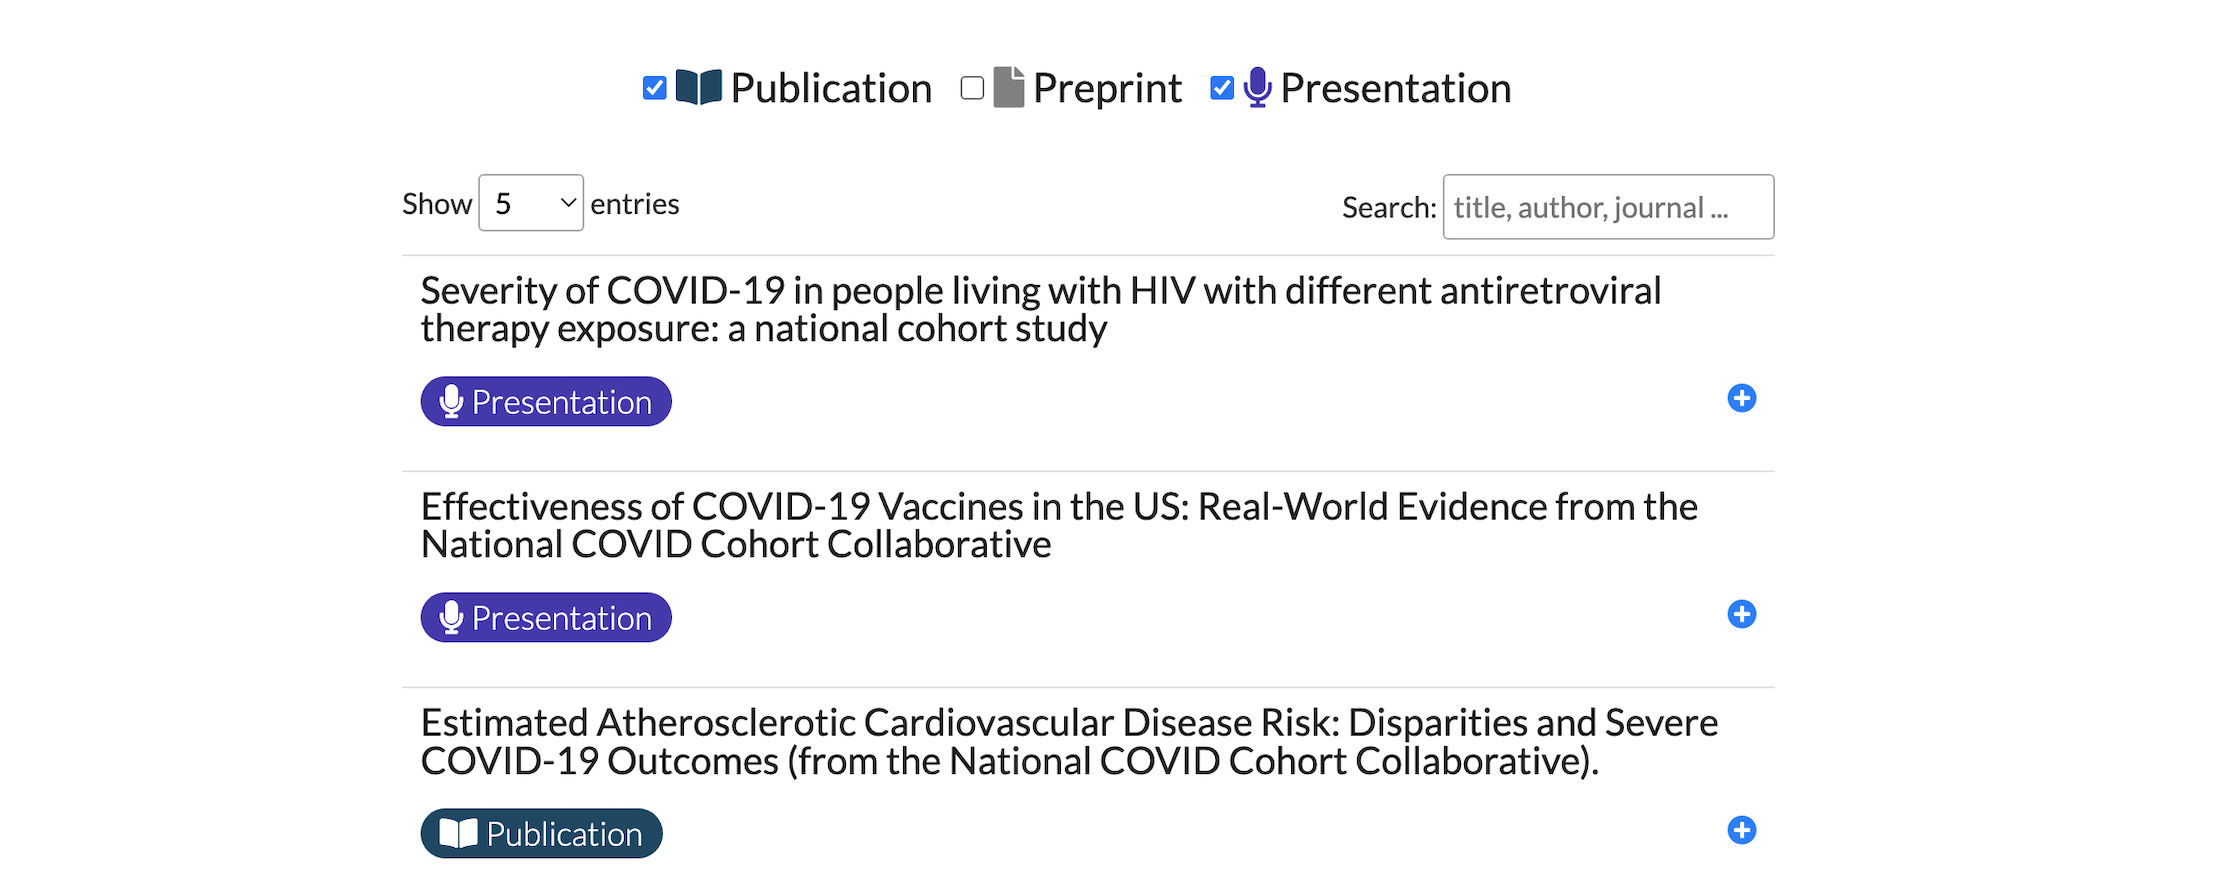 Publication Preprint Presentation
Show 5 entries Search: title, author, journal ...
Severity of COVID-19 in people living with HIV with different antiretroviral
therapy exposure: a national cohort study
Presentation
Effectiveness of COVID-19 Vaccines in the US: Real-World Evidence from the
National COVID Cohort Collaborative
Presentation
Estimated Atherosclerotic Cardiovascular Disease Risk: Disparities and Severe
COVID-19 Outcomes (from the National COVID Cohort Collaborative).
Publication